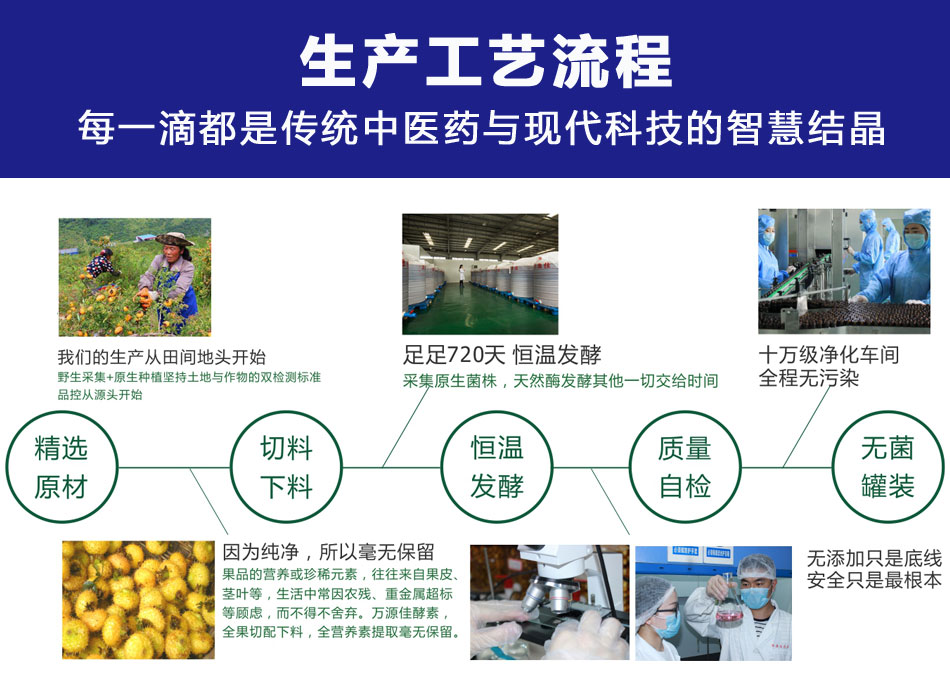 生产工艺流程
每一滴都是传统中医药与现代科技的智慧结晶
我们的生产从田间地头开始
野生采集+原生种植坚持土地与作物的双检测标准
品控从源头开始
足足720天 恒温发酵
采集原生菌株，天然酶发酵其他一切交给时间
十万级净化车间
全程无污染
精选
原材
切料
下料
恒温
发酵
质量
自检
无菌
罐装
因为纯净，所以毫无保留
果品的营养或珍稀元素，往往来自果皮、
茎叶等，生活中常因农残、重金属超标
等顾虑，而不得不舍弃。万源佳酵素，
全果切配下料，全营养素提取毫无保留。
无添加只是底线
安全只是最根本